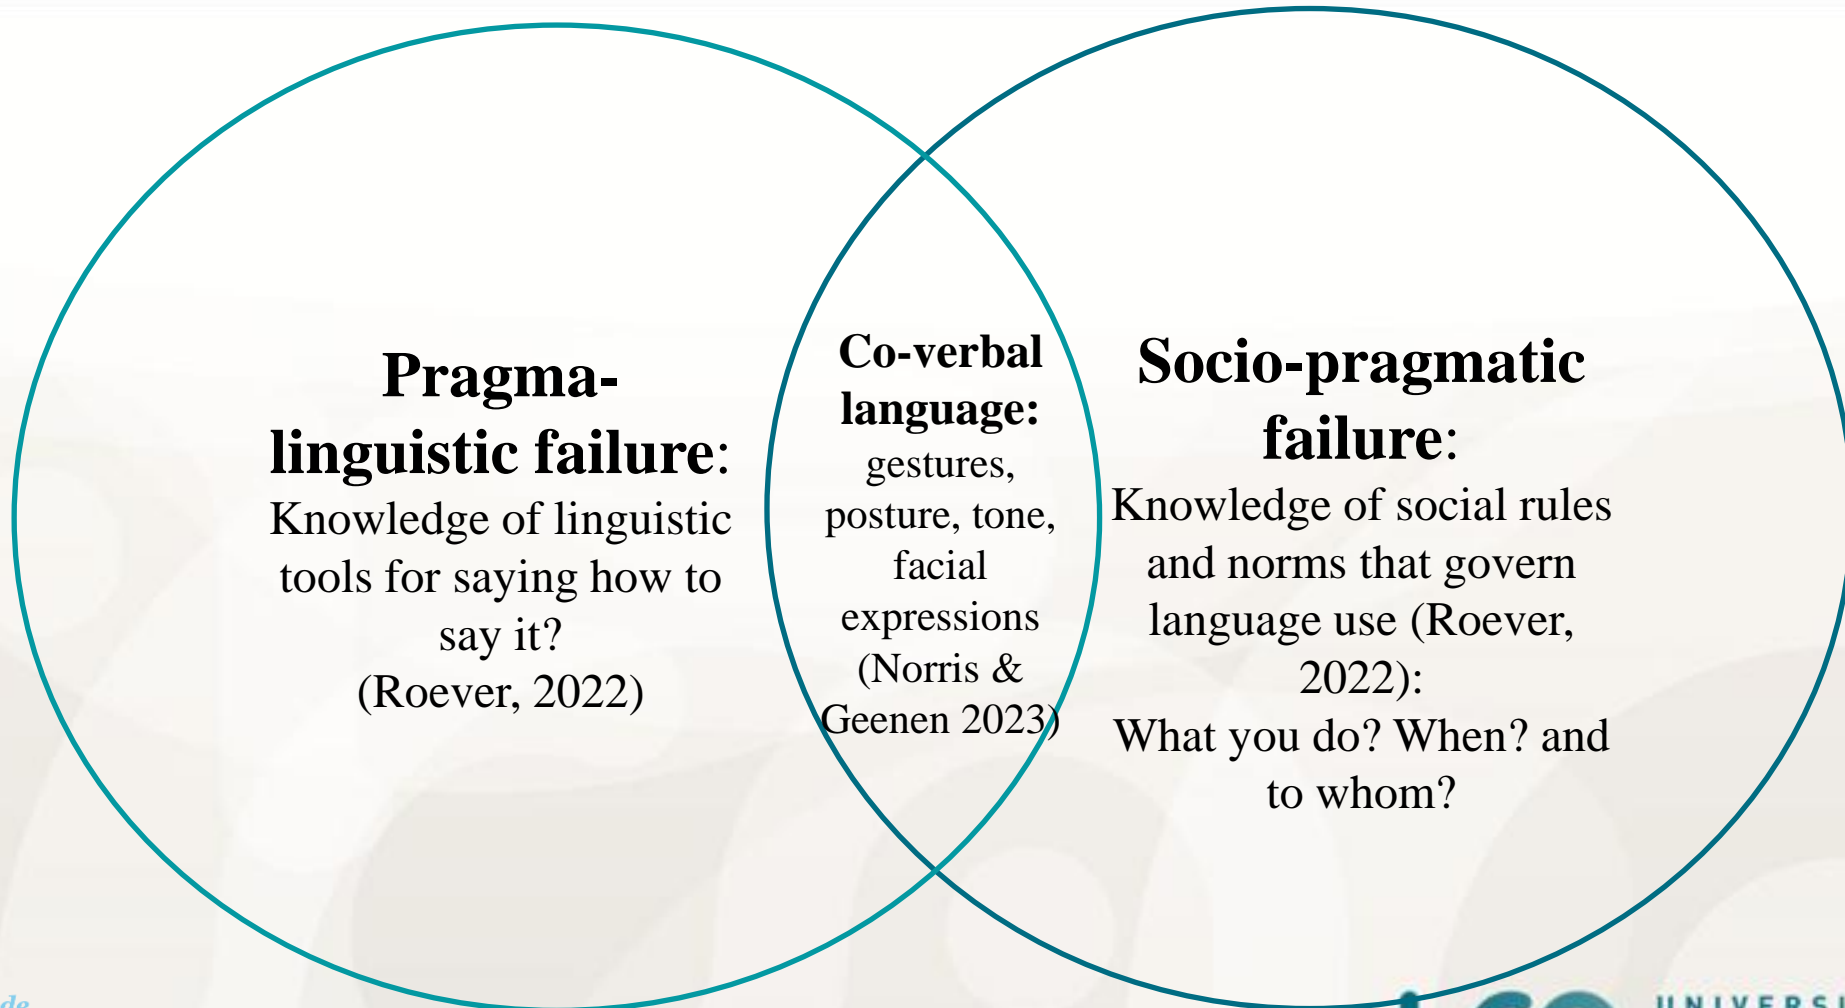 Pragma-
linguistic failure:
Knowledge of linguistic
tools for saying how to
say it?
(Roever, 2022)
Co-verbal
language:
gestures,
posture, tone,
facial
expressions
(Norris &
Geenen 2023)
Socio-pragmatic
failure:
Knowledge of social rules
and norms that govern
language use (Roever,
2022):
What you do? When? and
to whom?
de